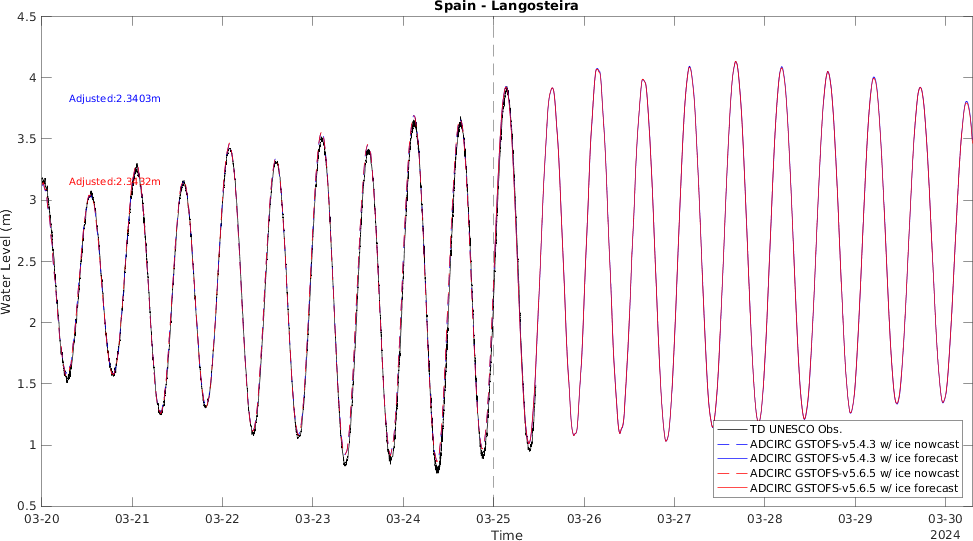 Spain - Langosteira
4.5
4
3.5
3
2.5
2
1.5
1
0.5
Water Level (m)
Adjusted:2.3403m
Adjusted:2.3432m
TD UNESCO Obs.
ADCIRC GSTOFS-v5.4.3 w/ ice nowcast
ADCIRC GSTOFS-v5.4.3 w/ ice forecast
ADCIRC GSTOFS-v5.6.5 w/ ice nowcast
ADCIRC GSTOFS-v5.6.5 w/ ice forecast
03-20 03-21 03-22 03-23 03-24 03-25 03-26 03-27 03-28 03-29 03-30
Time
2024